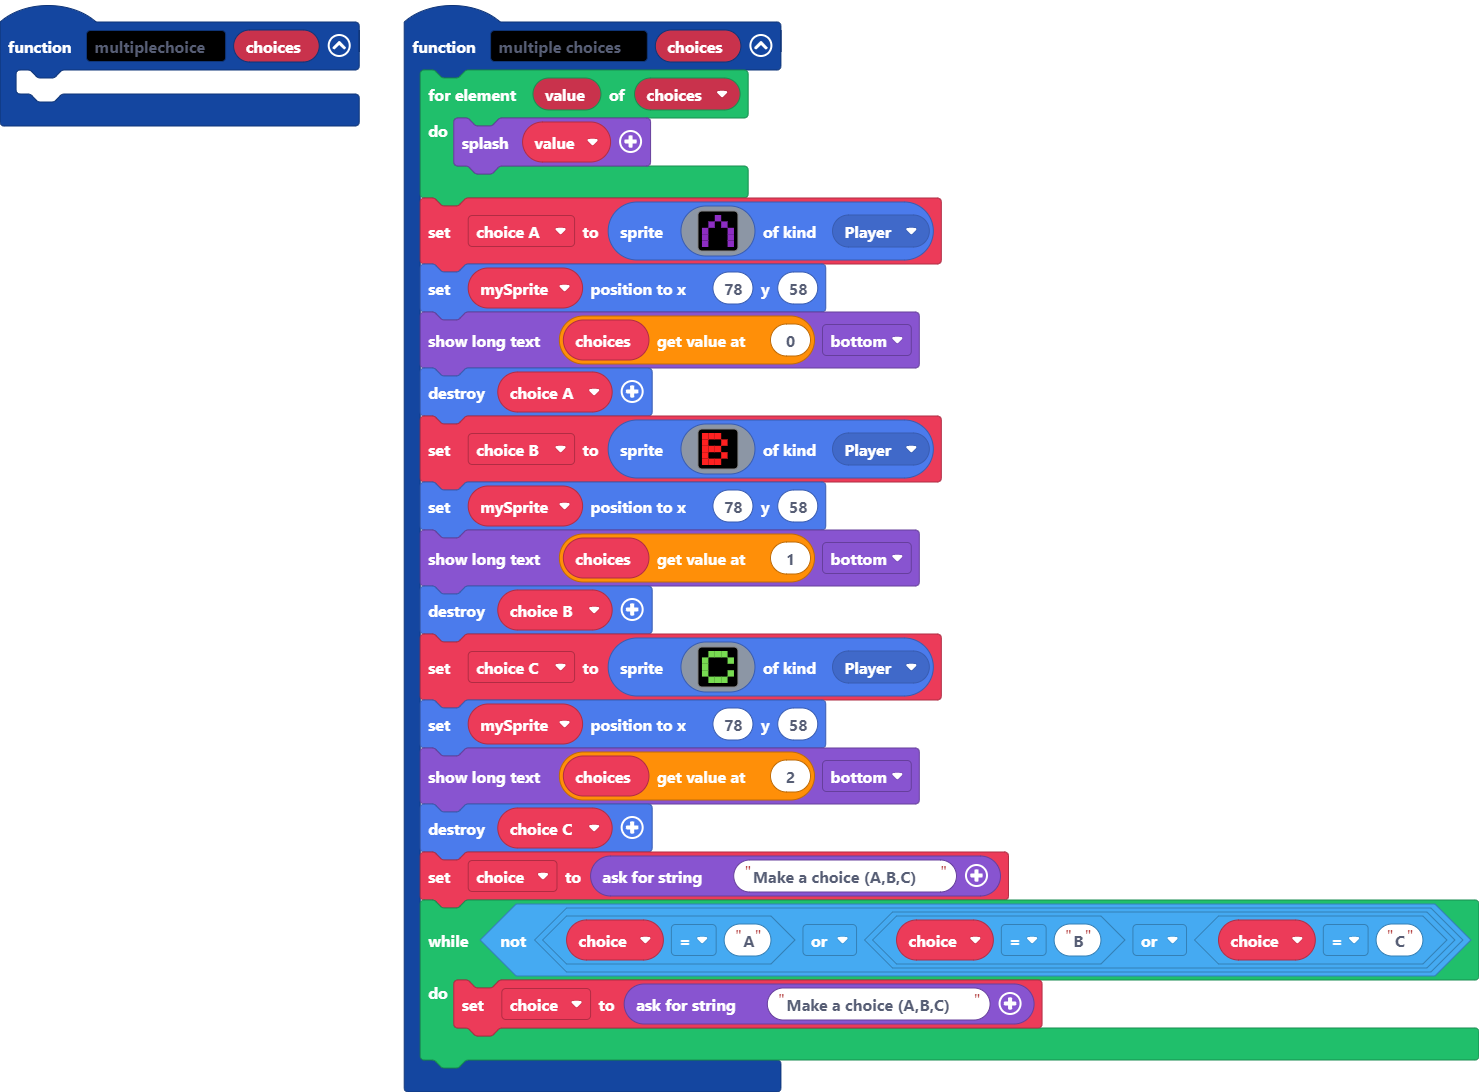 function multiplechoice choices
function multiple choices choices
for element value of choices
do splash value
set choice A to sprite A of kind Player
set mySprite position to x 78 y 58
show long text choices get value at 0 bottom
destroy choice A
set choice B to sprite B of kind Player
set mySprite position to x 78 y 58
show long text choices get value at 1 bottom
destroy choice B
set choice C to sprite C of kind Player
set mySprite position to x 78 y 58
show long text choices get value at 2 bottom
destroy choice C
set choice to ask for string "Make a choice (A,B,C) "
while not choice = "A" or choice = "B" or choice = "C"
do set choice to ask for string "Make a choice (A,B,C) "